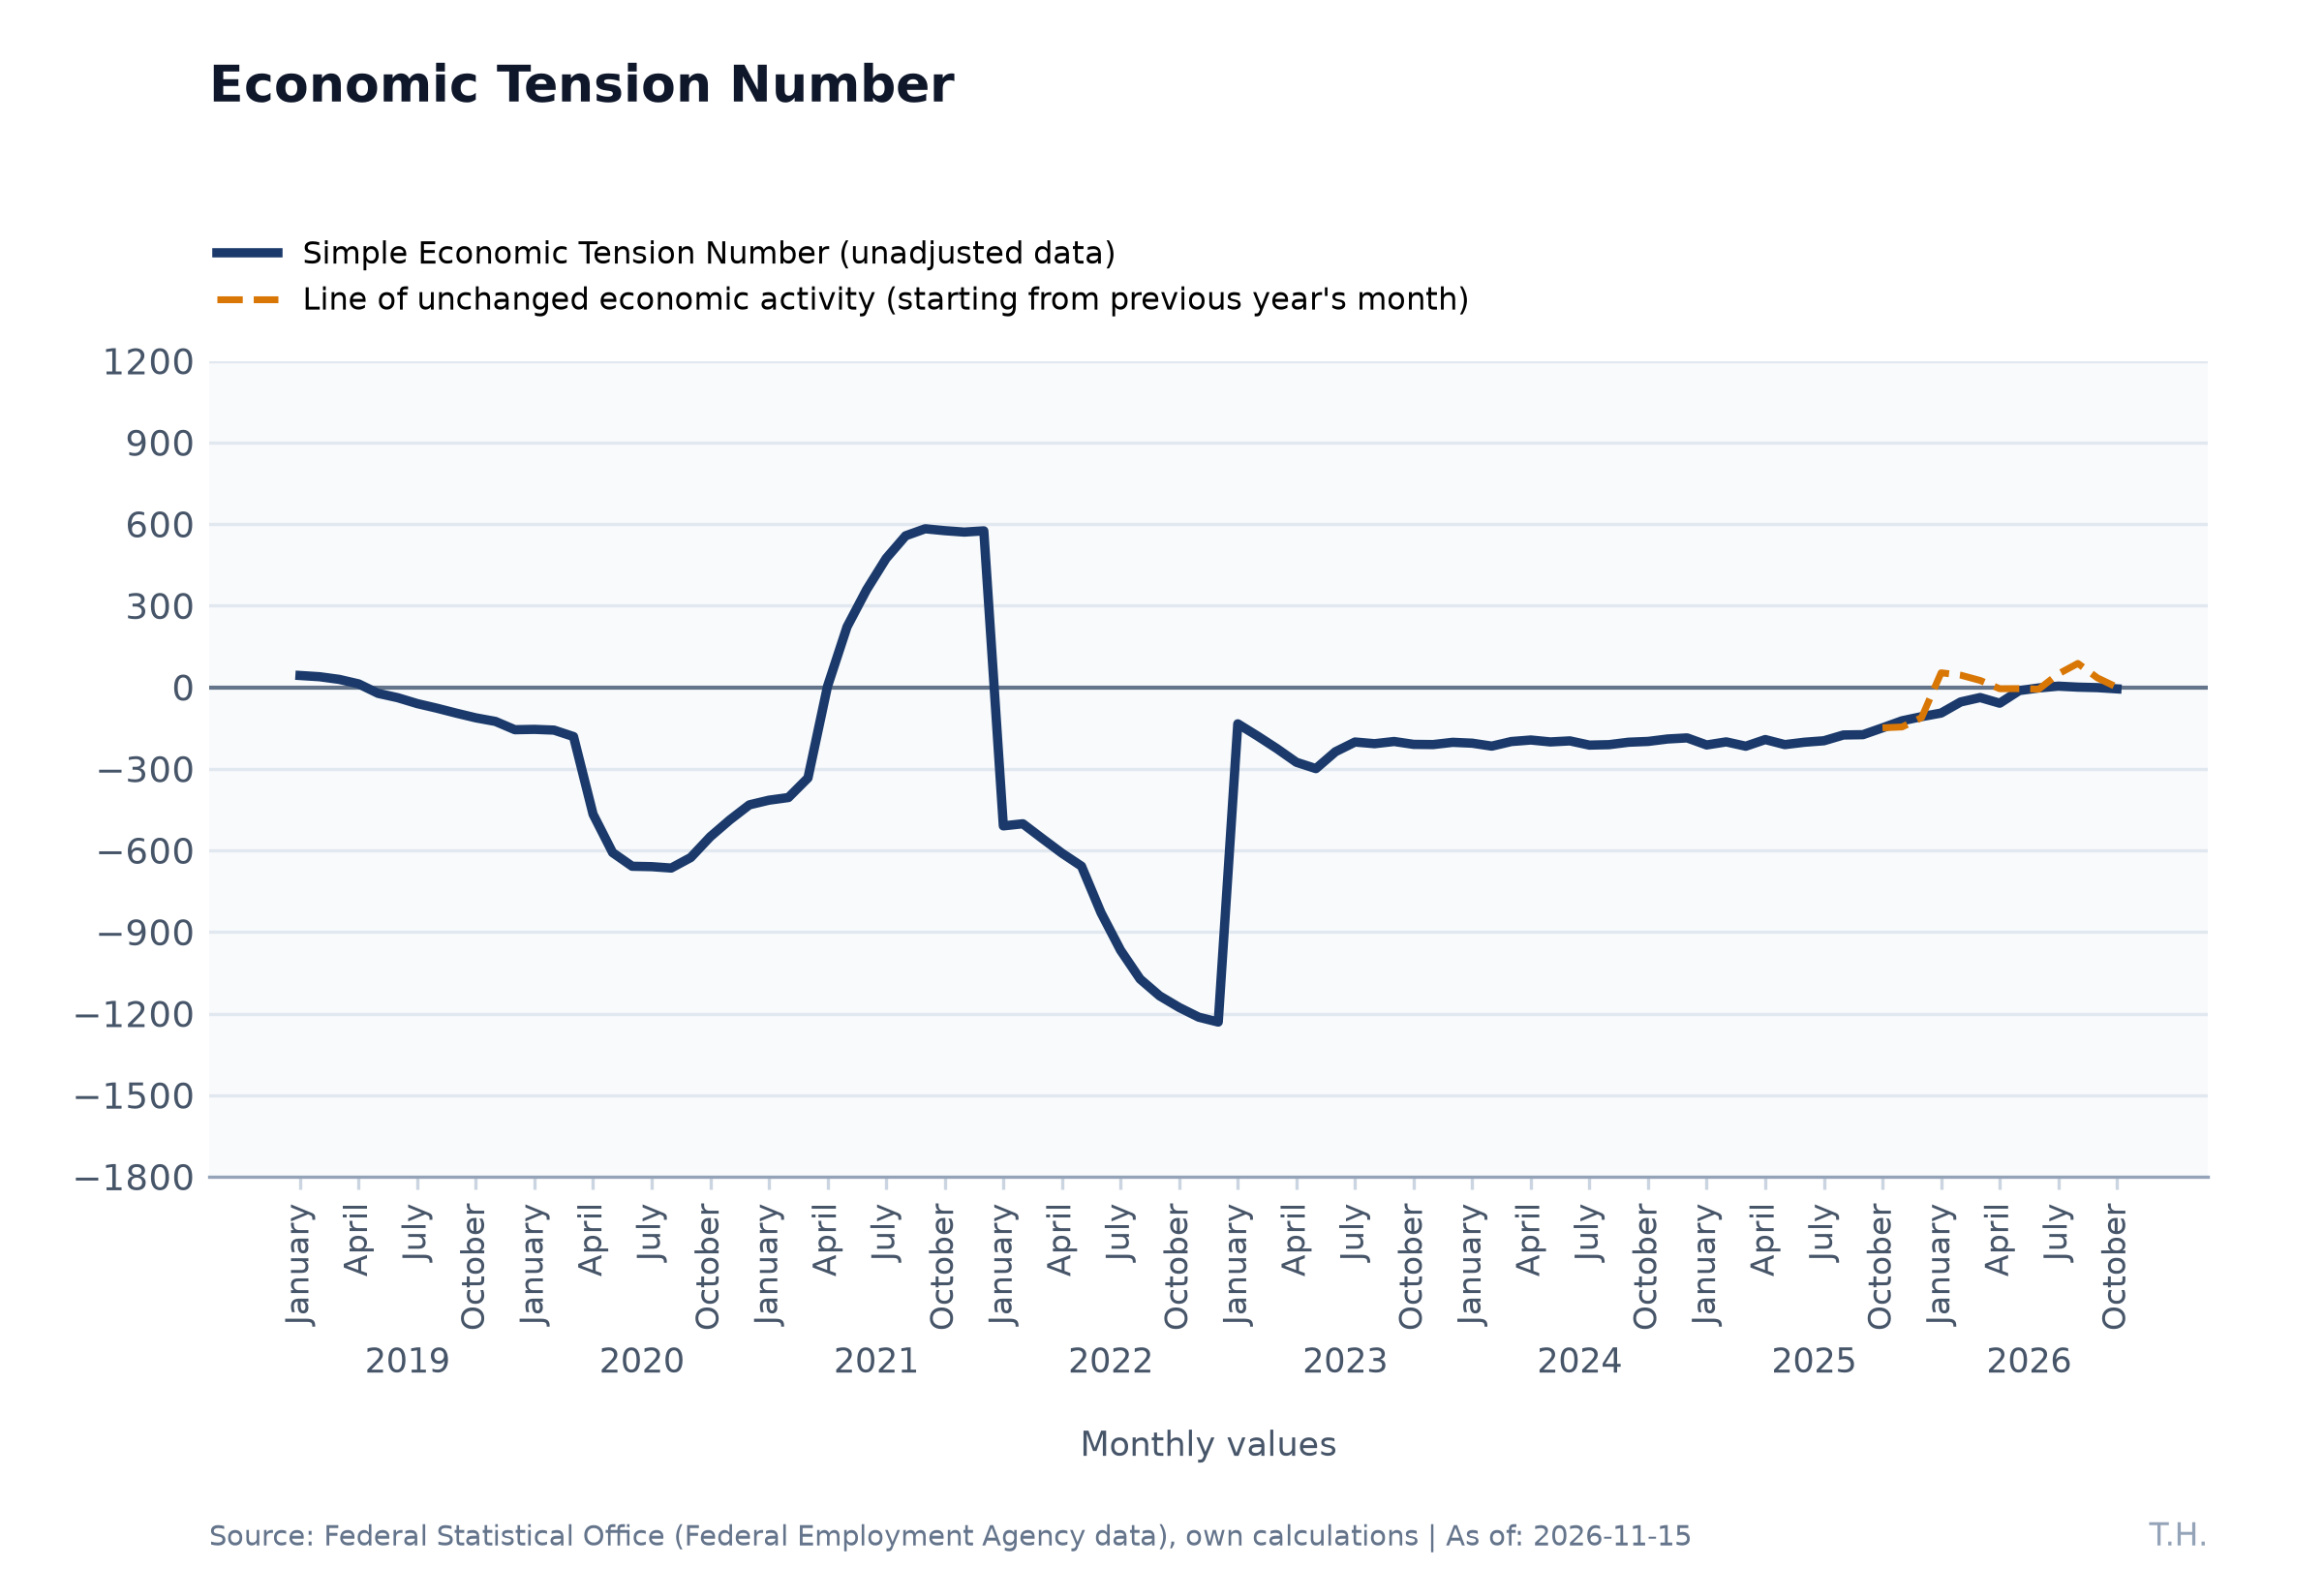 Economic Tension Number
Simple Economic Tension Number (unadjusted data)
Line of unchanged economic activity (starting from previous year's month)
1200
900
600
300
0
−300
−600
−900
−1200
−1500
−1800
January April July October January April July October January April July October January April July October January April July October January April July October January April July October January April July October
2019 2020 2021 2022 2023 2024 2025 2026
Monthly values
Source: Federal Statistical Office (Federal Employment Agency data), own calculations | As of: 2026-11-15 T.H.